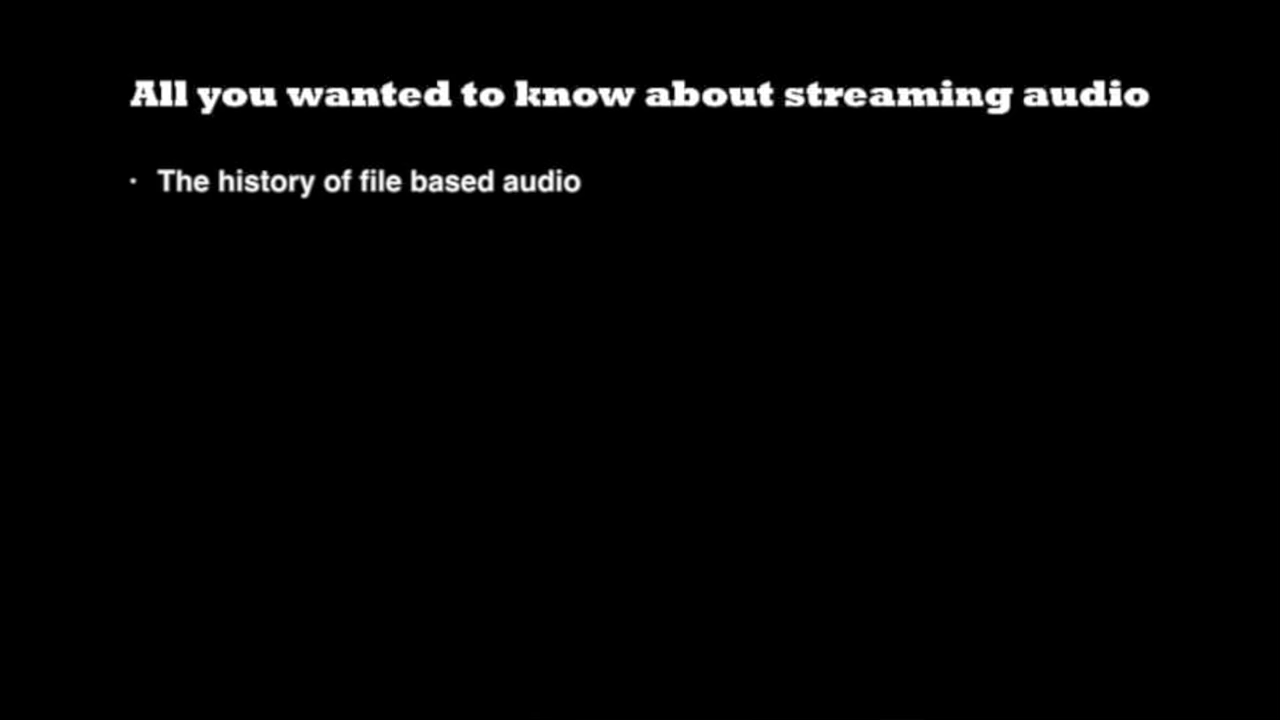 All you wanted to know about streaming audio
· The history of file based audio